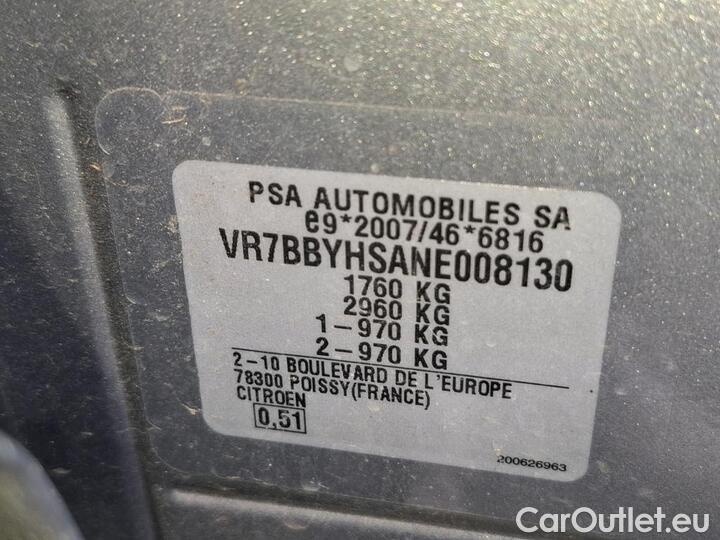 PSA AUTOMOBILES SA
e9*2007/46*6816
VR7BBYHSANE008130
1760 KG
2960 KG
1-970 KG
2-970 KG
2-10 BOULEVARD DE L'EUROPE
78300 POISSY(FRANCE)
CITROEN
0,51
200626963
CarOutlet.eu